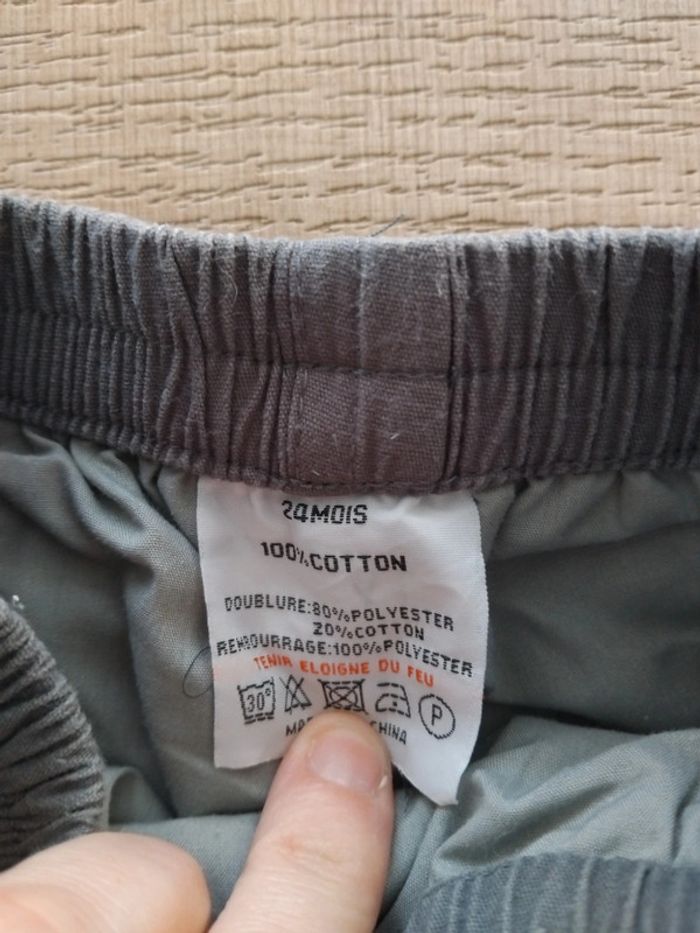 24MOIS
100%COTTON
DOUBLURE:80%POLYESTER
20%COTTON
REMBOURRAGE:100%POLYESTER
TENIR ELOIGNE DU FEU
30° P
CHINA